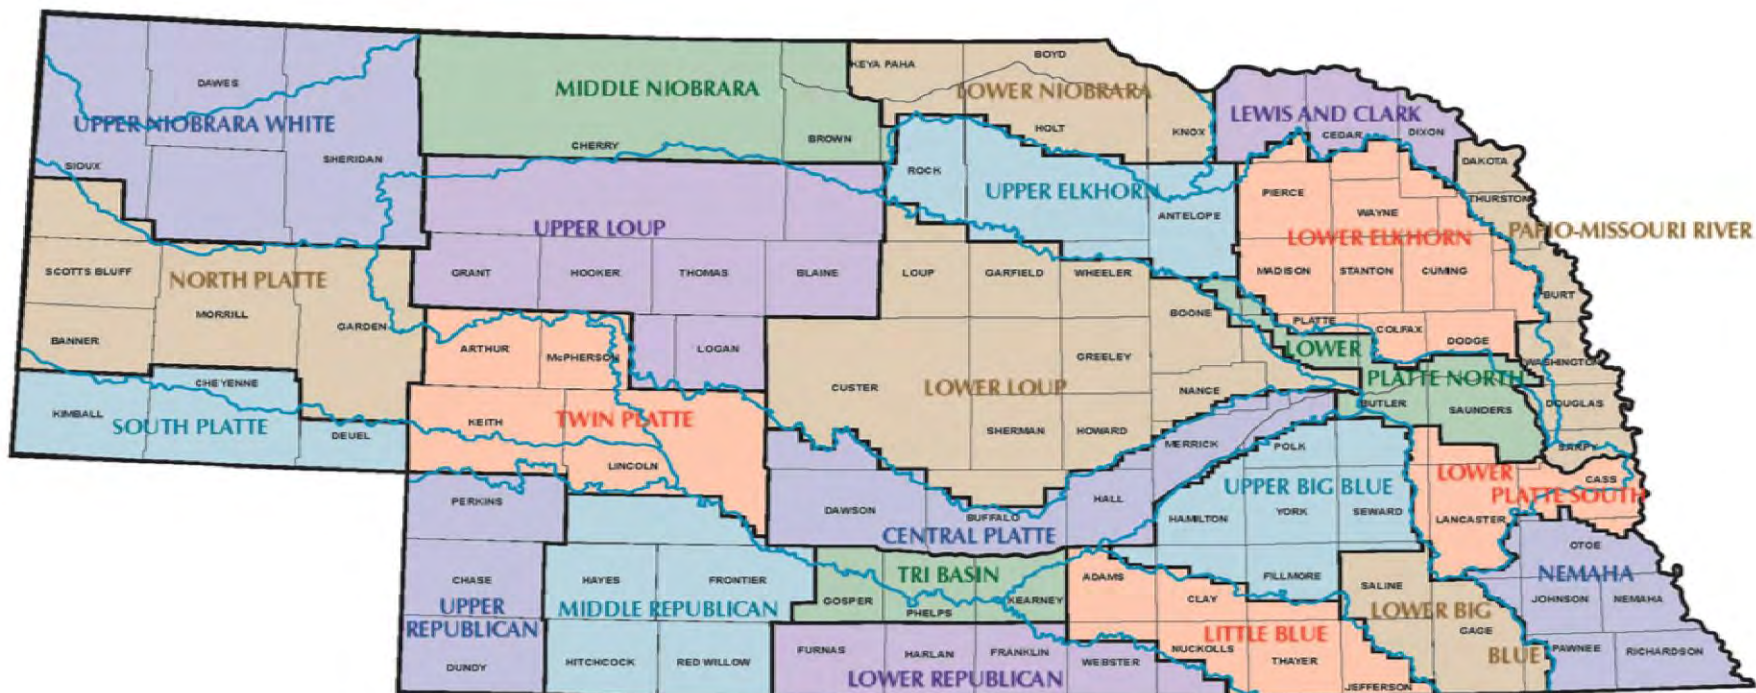 BOYD
KEYA PAHA
DAWES
MIDDLE NIOBRARA
LOWER NIOBRARA
LEWIS AND CLARK
UPPER NIOBRARA WHITE
HOLT
KNOX
CEDAR
DIXON
BROWN
CHERRY
SHERIDAN
SIOUX
DAKOTA
ROCK
UPPER ELKHORN
PIERCE
THURSTON
ANTELOPE
WAYNE
UPPER LOUP
LOWER ELKHORN
PAPIO-MISSOURI RIVER
SCOTTS BLUFF
NORTH PLATTE
GRANT
HOOKER
THOMAS
BLAINE
LOUP
GARFIELD
WHEELER
MADISON
STANTON
CUMING
BURT
MORRILL
GARDEN
BOONE
PLATTE
COLFAX
DODGE
BANNER
ARTHUR
McPHERSON
LOGAN
LOWER
PLATTE NORTH
GREELEY
WASHINGTON
CHEYENNE
CUSTER
LOWER LOUP
NANCE
BUTLER
SAUNDERS
DOUGLAS
KIMBALL
SOUTH PLATTE
DEUEL
KEITH
TWIN PLATTE
SHERMAN
HOWARD
MERRICK
POLK
SARPY
LINCOLN
LOWER
PLATTE SOUTH
CASS
PERKINS
DAWSON
BUFFALO
HALL
UPPER BIG BLUE
HAMILTON
YORK
SEWARD
LANCASTER
CENTRAL PLATTE
OTOE
CHASE
HAYES
FRONTIER
TRI BASIN
ADAMS
FILLMORE
SALINE
NEMAHA
UPPER
REPUBLICAN
MIDDLE REPUBLICAN
GOSPER
PHELPS
KEARNEY
CLAY
LOWER BIG
BLUE
JOHNSON
NEMAHA
GAGE
LITTLE BLUE
DUNDY
HITCHCOCK
RED WILLOW
FURNAS
HARLAN
FRANKLIN
WEBSTER
NUCKOLLS
THAYER
PAWNEE
RICHARDSON
LOWER REPUBLICAN
JEFFERSON